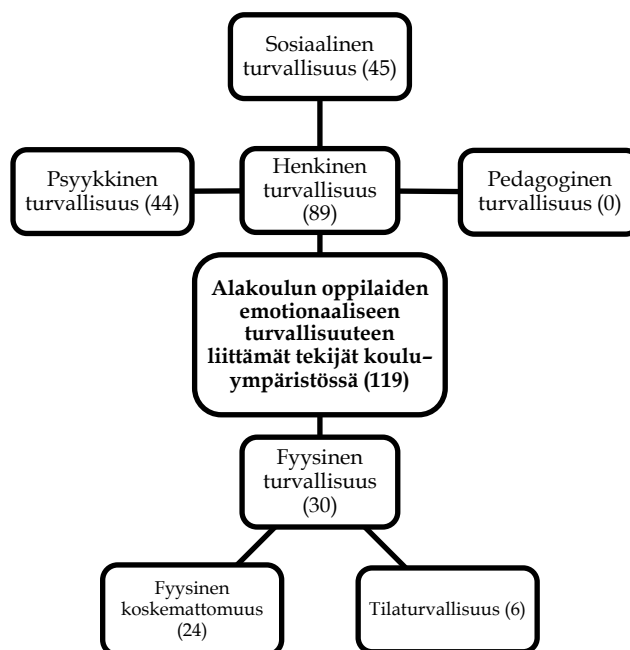 Sosiaalinen
turvallisuus (45)
Psyykkinen
turvallisuus (44)
Henkinen
turvallisuus
(89)
Pedagoginen
turvallisuus (0)
Alakoulun oppilaiden
emotionaaliseen
turvallisuuteen
liittämät tekijät koulu–
ympäristössä (119)
Fyysinen
turvallisuus
(30)
Fyysinen
koskemattomuus
(24)
Tilaturvallisuus (6)